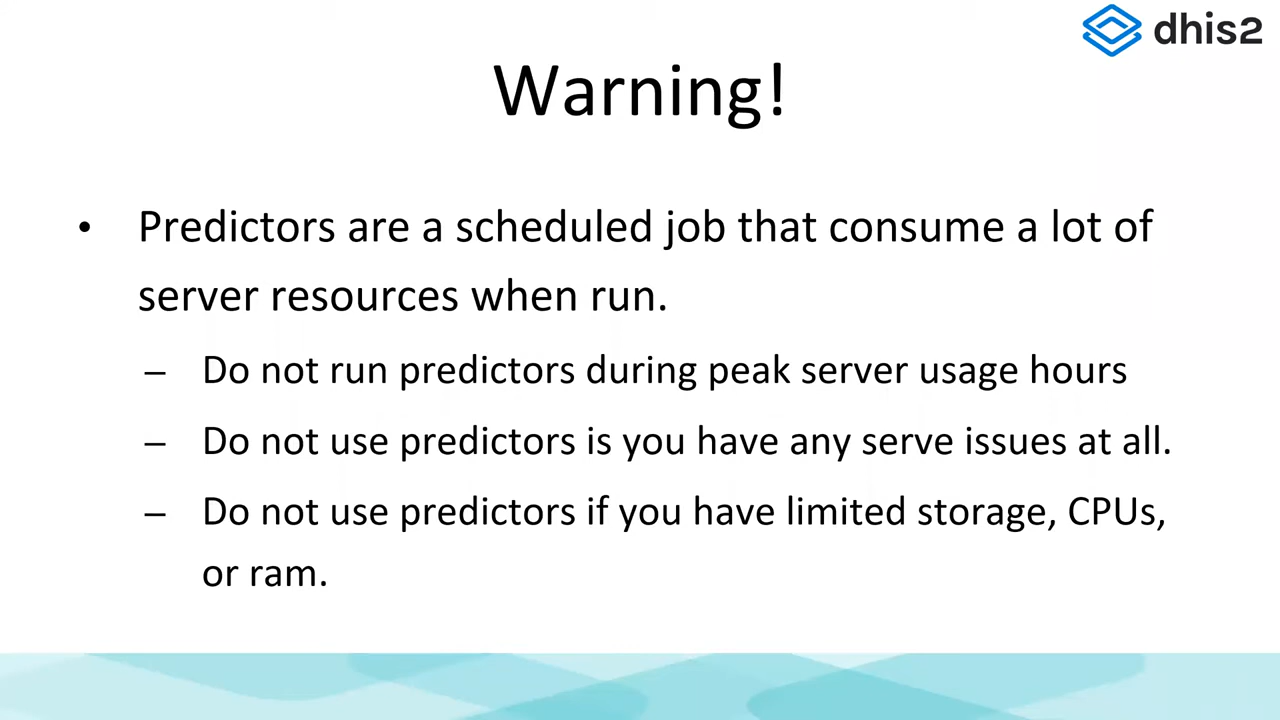 dhis2
Warning!
• Predictors are a scheduled job that consume a lot of
server resources when run.
– Do not run predictors during peak server usage hours
– Do not use predictors is you have any serve issues at all.
– Do not use predictors if you have limited storage, CPUs,
or ram.